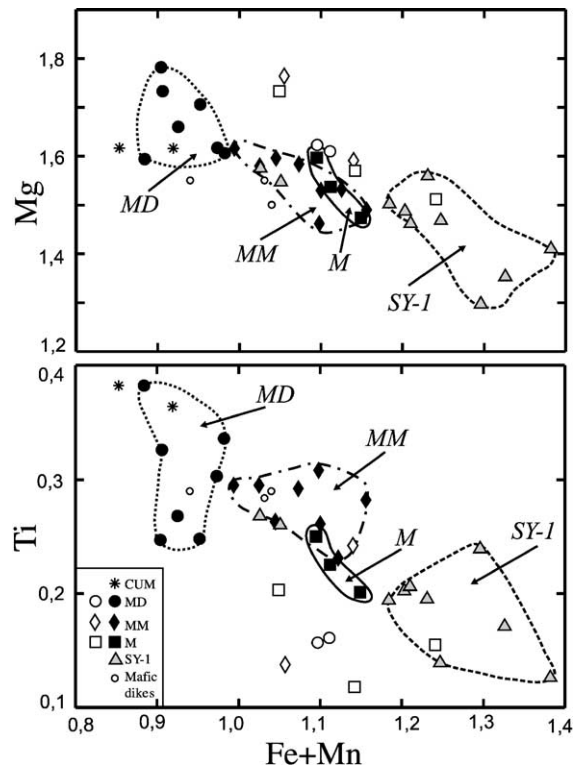 1,8
1,6
1,4
1,2
Mg
MD
MM
M
SY-1
0,4
0,3
0,2
0,1
Ti
MD
MM
M
SY-1
CUM
MD
MM
M
SY-1
Mafic
dikes
0,8 0,9 1,0 1,1 1,2 1,3 1,4
Fe+Mn